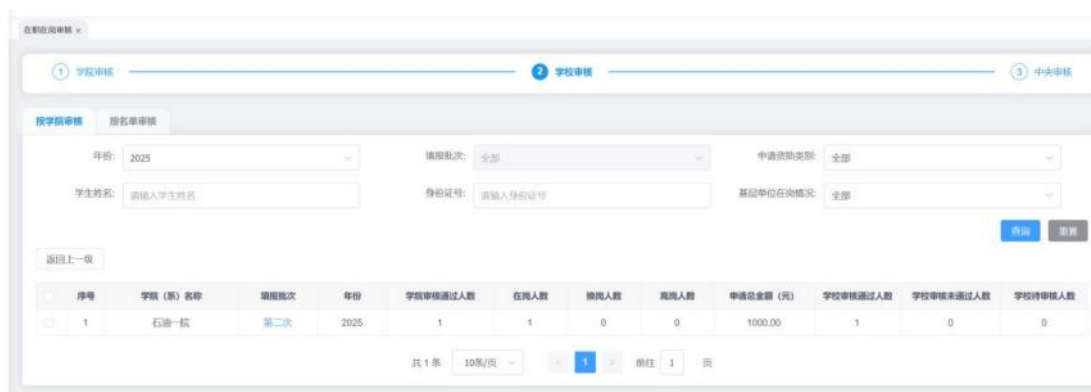 在职在岗审核 ×
1 学院审核 2 学校审核 3 中央审核
按学院审核 按名单审核
年份: 2025 填报批次: 全部 申请资助类别: 全部
学生姓名: 请输入学生姓名 身份证号: 请输入身份证号 基层单位在岗情况: 全部
查询 重置
返回上一级
序号 学院（系）名称 填报批次 年份 学院审核通过人数 在岗人数 换岗人数 离岗人数 申请总金额（元） 学校审核通过人数 学校审核未通过人数 学校待审核人数
1 石油一院 第二次 2025 1 1 0 0 1000.00 1 0 0
共 1 条 10条/页 < 1 > 前往 1 页